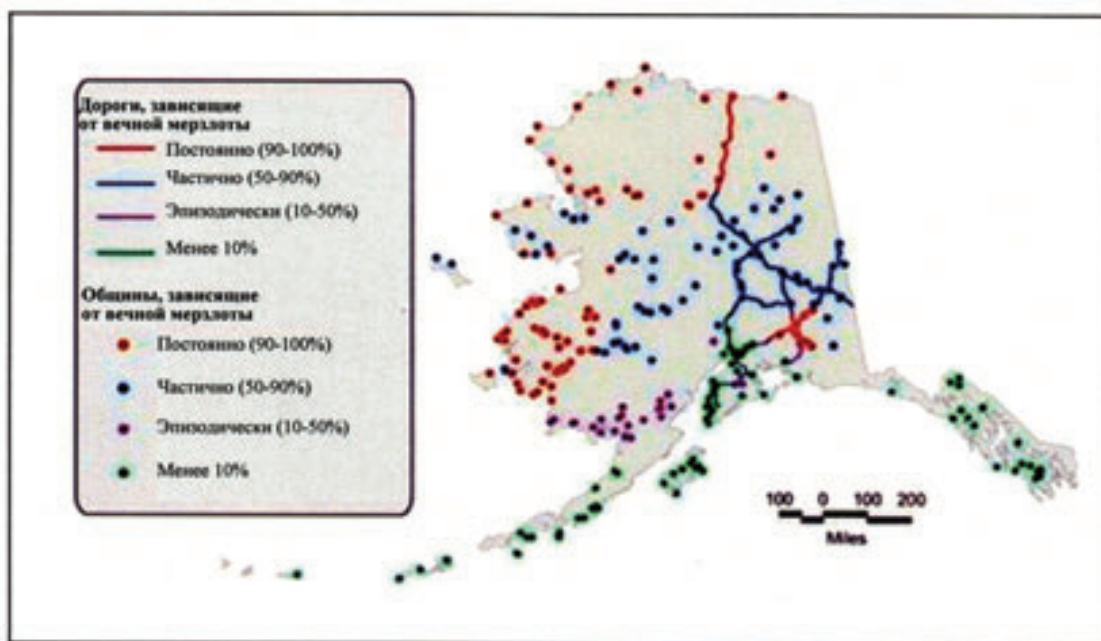 Дороги, зависящие
от вечной мерзлоты
Постоянно (90-100%)
Частично (50-90%)
Эпизодически (10-50%)
Менее 10%
Общины, зависящие
от вечной мерзлоты
Постоянно (90-100%)
Частично (50-90%)
Эпизодически (10-50%)
Менее 10%
100 0 100 200
Miles